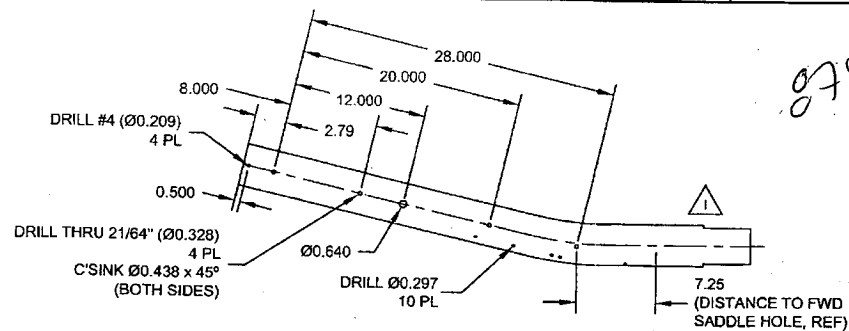 28.000
20.000
8.000
12.000
2.79
DRILL #4 (Ø0.209)
4 PL
0.500
DRILL THRU 21/64" (Ø0.328)
4 PL
C'SINK Ø0.438 x 45º
(BOTH SIDES)
Ø0.640
DRILL Ø0.297
10 PL
1
7.25
(DISTANCE TO FWD
SADDLE HOLE, REF)